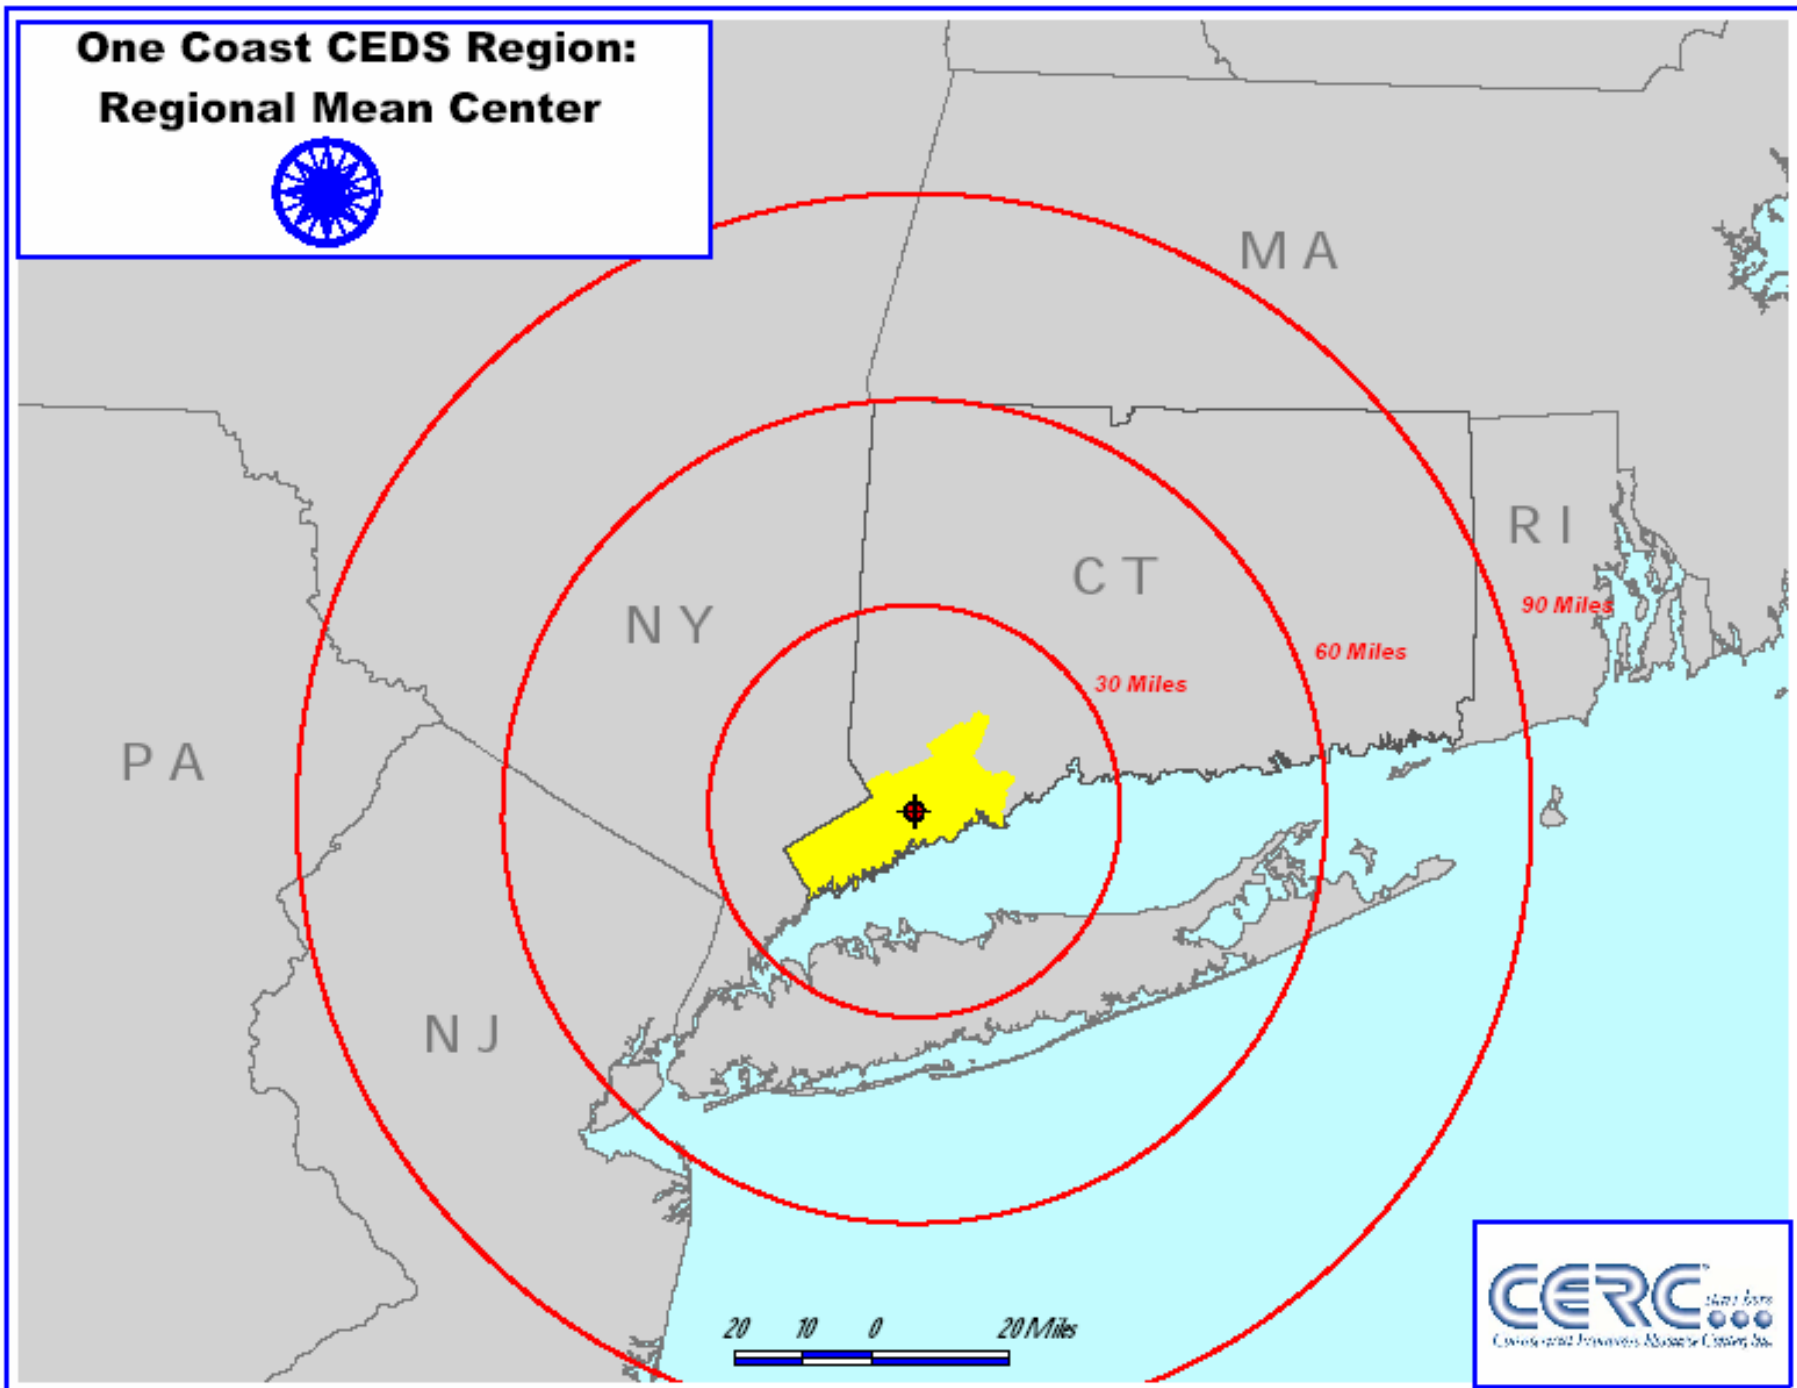 One Coast CEDS Region:
Regional Mean Center
MA
RI
CT
90 Miles
NY
60 Miles
30 Miles
PA
NJ
20 10 0 20 Miles
CERC